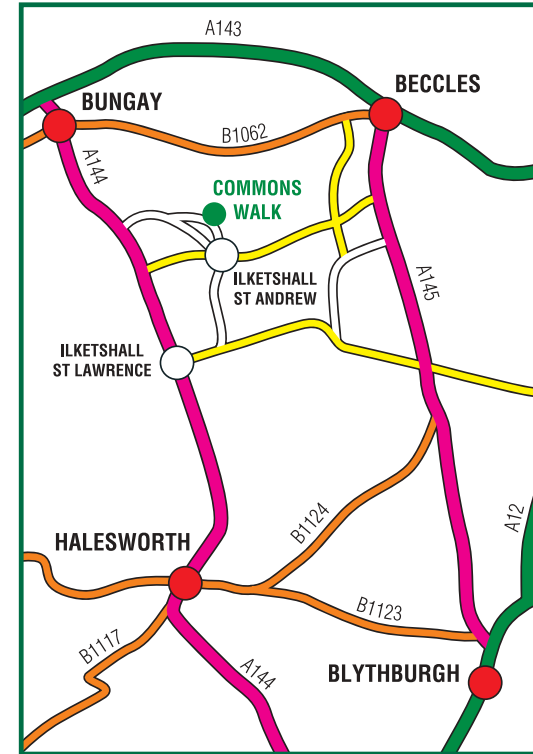 A143
BECCLES
BUNGAY
B1062
A144
COMMONS
WALK
A145
ILKETSHALL
ST ANDREW
ILKETSHALL
ST LAWRENCE
B1124
A12
HALESWORTH
B1123
B1117
A144
BLYTHBURGH